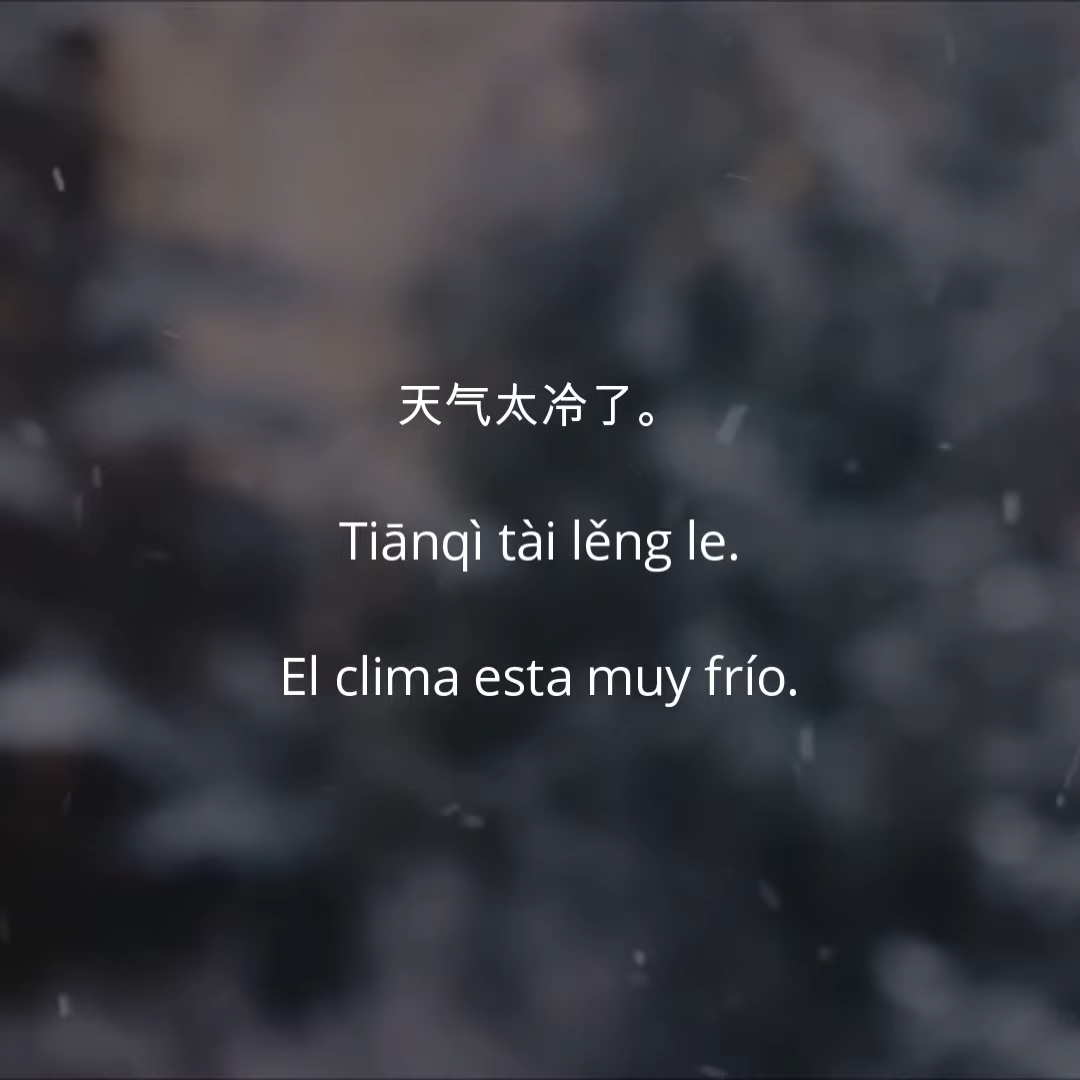 天气太冷了。
Tiānqì tài lěng le.
El clima esta muy frío.